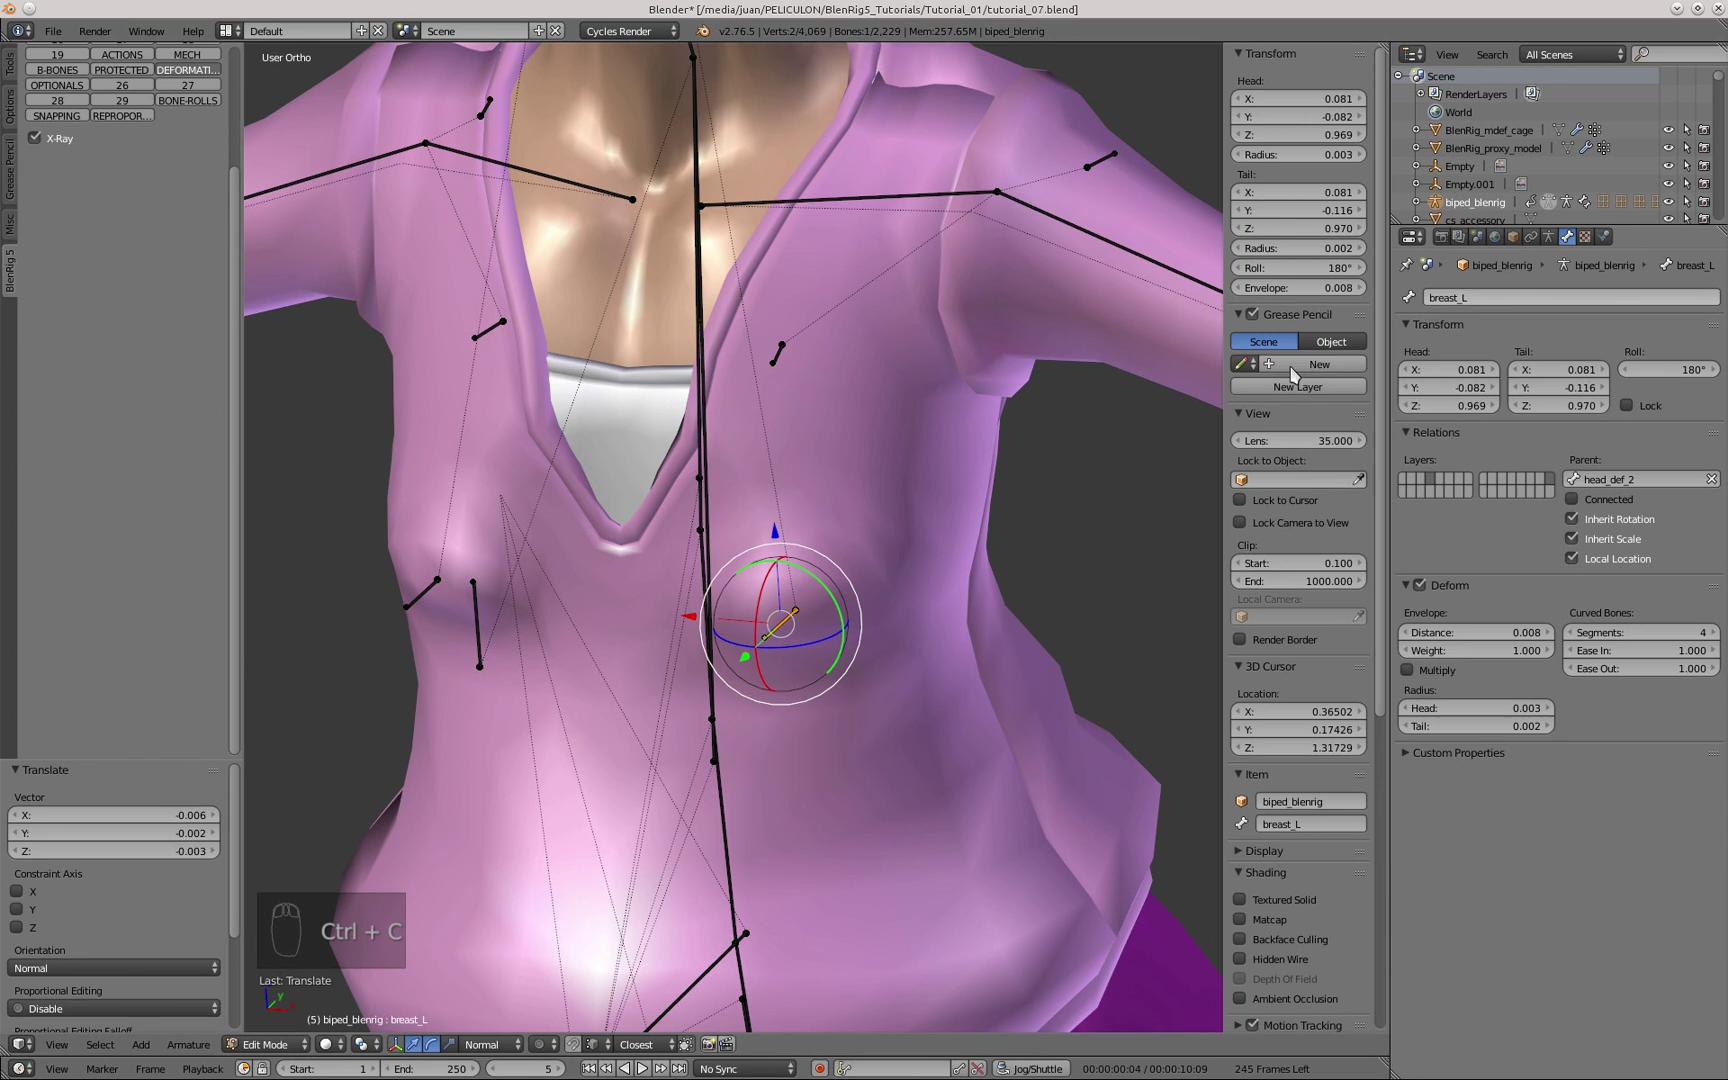 Blender* [/media/juan/PELICULON/BlenRig5_Tutorials/Tutorial_01/tutorial_07.blend]
File Render Window Help Default Scene Cycles Render v2.76.5 | Verts:2/4,069 | Bones:1/2,229 | Mem:257.65M | biped_blenrig
View Search All Scenes
Tools
Options
Grease Pencil
Misc
BlenRig 5
19 ACTIONS MECH
B-BONES PROTECTED DEFORMATI...
OPTIONALS 26 27
28 29 BONE-ROLLS
SNAPPING REPROPOR...
X-Ray
Translate
Vector
X: -0.006
Y: -0.002
Z: -0.003
Constraint Axis
X
Y
Z
Orientation
Normal
Proportional Editing
Disable
Proportional Editing Falloff
User Ortho
Ctrl + C
Last: Translate
(5) biped_blenrig : breast_L
Transform
Head:
X: 0.081
Y: -0.082
Z: 0.969
Radius: 0.003
Tail:
X: 0.081
Y: -0.116
Z: 0.970
Radius: 0.002
Roll: 180°
Envelope: 0.008
Grease Pencil
Scene Object
New
New Layer
View
Lens: 35.000
Lock to Object:
Lock to Cursor
Lock Camera to View
Clip:
Start: 0.100
End: 1000.000
Local Camera:
Render Border
3D Cursor
Location:
X: 0.36502
Y: 0.17426
Z: 1.31729
Item
biped_blenrig
breast_L
Display
Shading
Textured Solid
Matcap
Backface Culling
Hidden Wire
Depth Of Field
Ambient Occlusion
Motion Tracking
Scene
RenderLayers
World
BlenRig_mdef_cage
BlenRig_proxy_model
Empty
Empty.001
biped_blenrig
cs_accessory
biped_blenrig biped_blenrig breast_L
breast_L
Transform
Head: Tail: Roll:
X: 0.081 X: 0.081 180°
Y: -0.082 Y: -0.116
Z: 0.969 Z: 0.970 Lock
Relations
Layers: Parent:
head_def_2
Connected
Inherit Rotation
Inherit Scale
Local Location
Deform
Envelope: Curved Bones:
Distance: 0.008 Segments: 4
Weight: 1.000 Ease In: 1.000
Multiply Ease Out: 1.000
Radius:
Head: 0.003
Tail: 0.002
Custom Properties
View Select Add Armature Edit Mode Normal Closest
View Marker Frame Playback Start: 1 End: 250 5 No Sync Jog/Shuttle 00:00:00:04 / 00:00:10:09 245 Frames Left